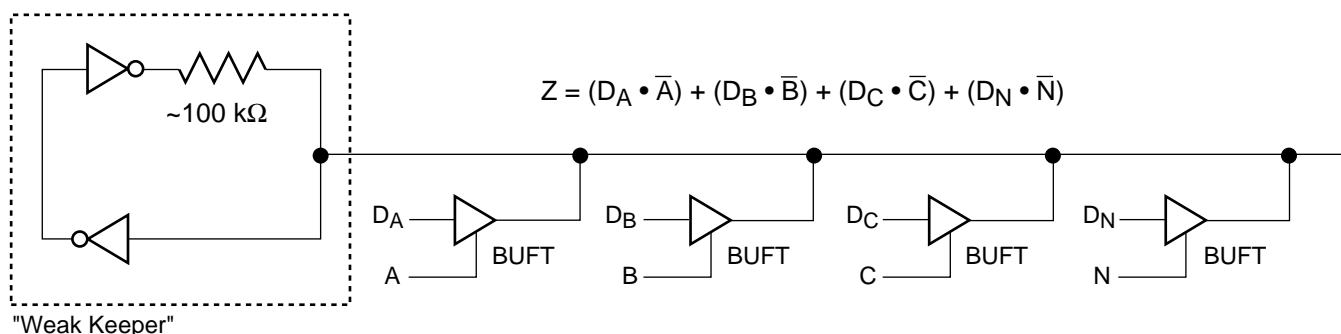 ~100 kΩ
Z = (D_A • A̅) + (D_B • B̅) + (D_C • C̅) + (D_N • N̅)
D_A
A
BUFT
D_B
B
BUFT
D_C
C
BUFT
D_N
N
BUFT
"Weak Keeper"